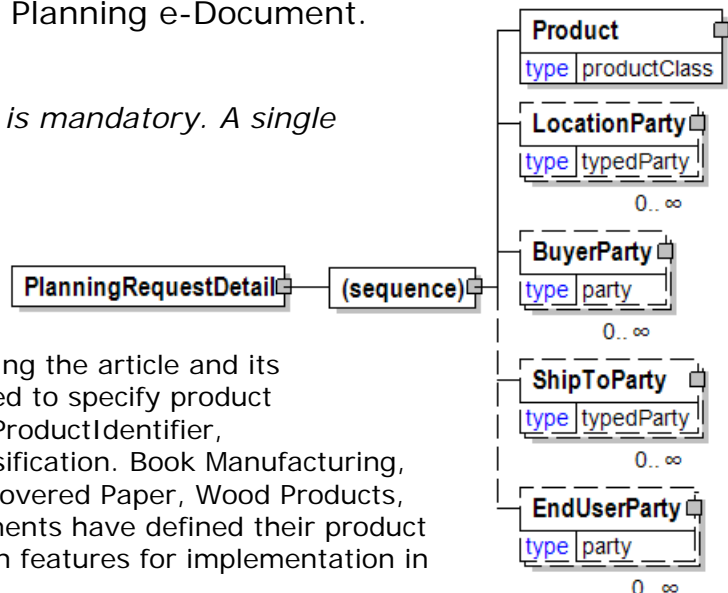 Planning e-Document.
is mandatory. A single
ing the article and its
ed to specify product
ProductIdentifier,
sification. Book Manufacturing,
overed Paper, Wood Products,
nents have defined their product
n features for implementation in
PlanningRequestDetail
(sequence)
Product
type productClass
LocationParty
type typedParty
0.. ∞
BuyerParty
type party
0.. ∞
ShipToParty
type typedParty
0.. ∞
EndUserParty
type party
0.. ∞